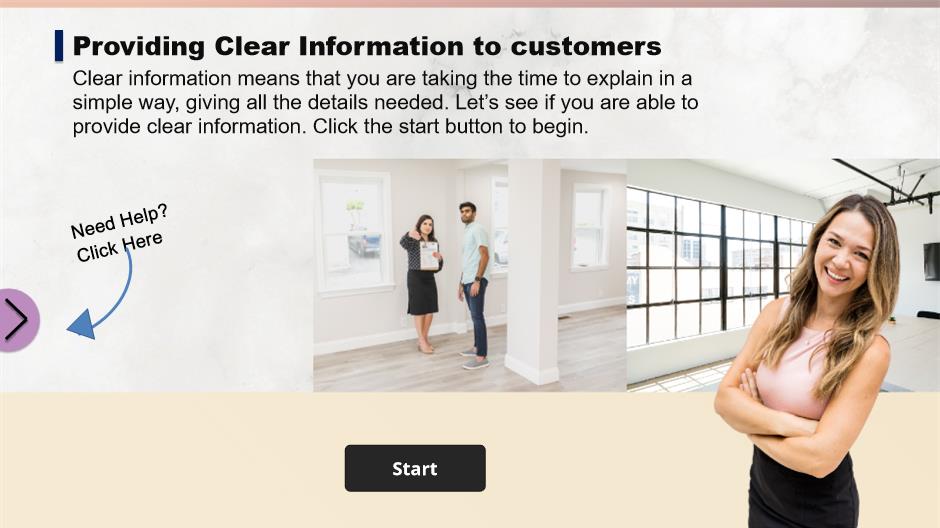 Providing Clear Information to customers
Clear information means that you are taking the time to explain in a
simple way, giving all the details needed. Let’s see if you are able to
provide clear information. Click the start button to begin.
Need Help?
Click Here
Start